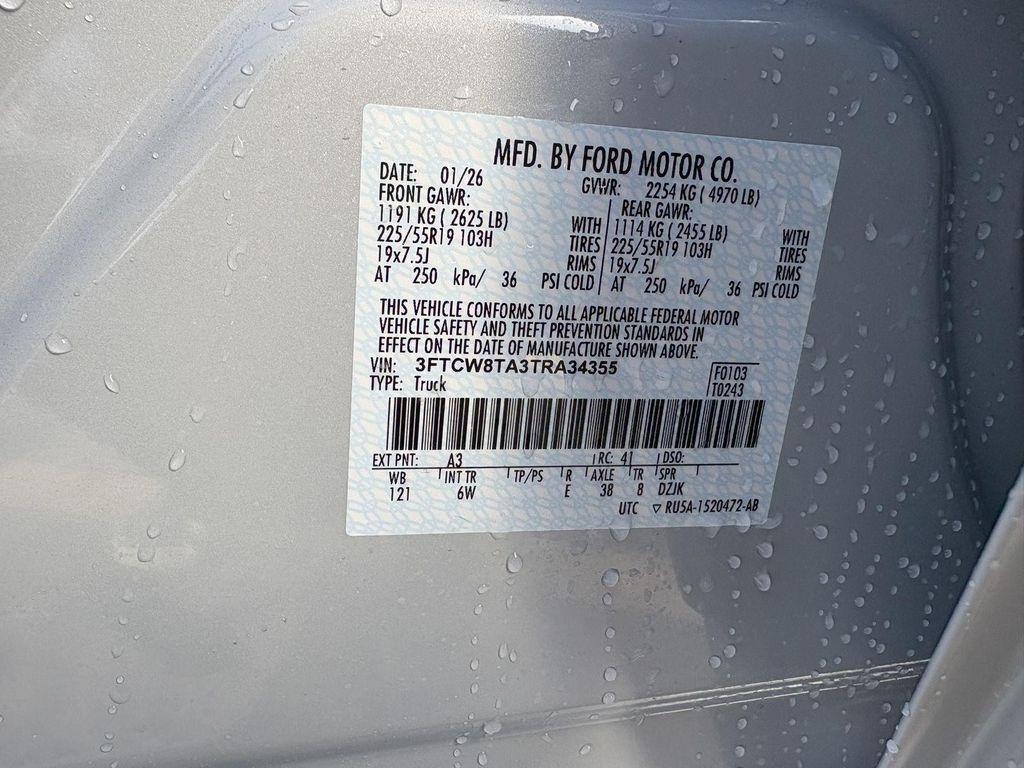 MFD. BY FORD MOTOR CO.
DATE: 01/26 GVWR: 2254 KG ( 4970 LB)
FRONT GAWR: REAR GAWR:
1191 KG ( 2625 LB) WITH 1114 KG ( 2455 LB) WITH
225/55R19 103H TIRES 225/55R19 103H TIRES
19x7.5J RIMS 19x7.5J RIMS
AT 250 kPa/ 36 PSI COLD AT 250 kPa/ 36 PSI COLD
THIS VEHICLE CONFORMS TO ALL APPLICABLE FEDERAL MOTOR
VEHICLE SAFETY AND THEFT PREVENTION STANDARDS IN
EFFECT ON THE DATE OF MANUFACTURE SHOWN ABOVE.
VIN: 3FTCW8TA3TRA34355 F0103
TYPE: Truck T0243
EXT PNT: A3 RC: 41 DSO:
WB INT TR TP/PS R AXLE TR SPR
121 6W E 38 8 DZJK
UTC ▽ RU5A-1520472-AB